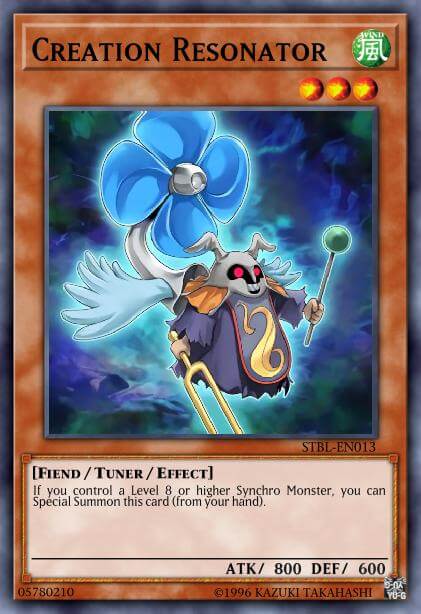 CREATION RESONATOR
WIND
風
STBL-EN013
[FIEND / TUNER / EFFECT]
If you control a Level 8 or higher Synchro Monster, you can
Special Summon this card (from your hand).
ATK/ 800 DEF/ 600
05780210
©1996 KAZUKI TAKAHASHI